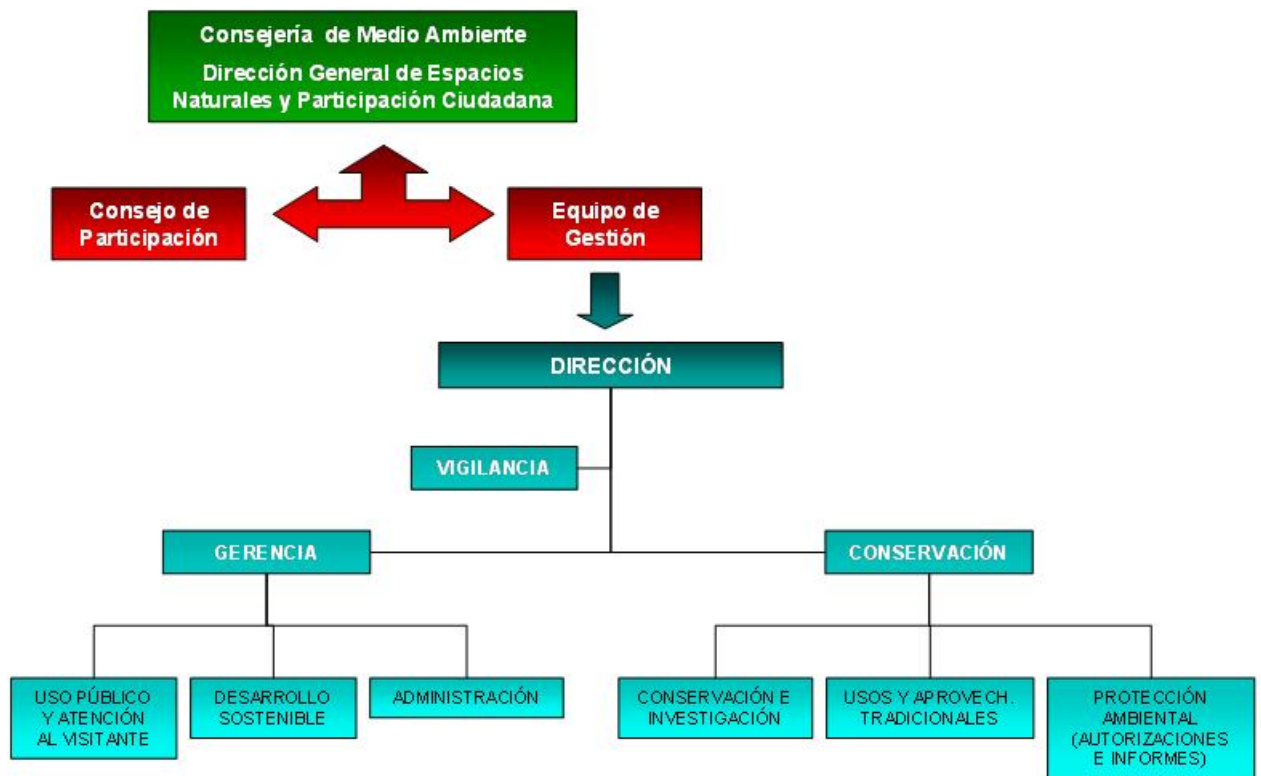 Consejería de Medio Ambiente
Dirección General de Espacios
Naturales y Participación Ciudadana
Consejo de
Participación
Equipo de
Gestión
DIRECCIÓN
VIGILANCIA
GERENCIA
CONSERVACIÓN
USO PÚBLICO
Y ATENCIÓN
AL VISITANTE
DESARROLLO
SOSTENIBLE
ADMINISTRACIÓN
CONSERVACIÓN E
INVESTIGACIÓN
USOS Y APROVECH.
TRADICIONALES
PROTECCIÓN
AMBIENTAL
(AUTORIZACIONES
E INFORMES)